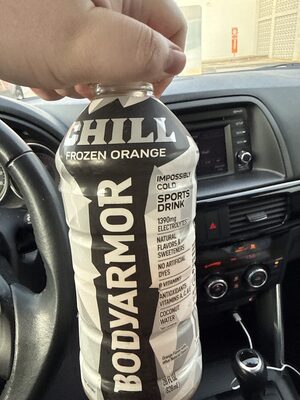 CHILL
FROZEN ORANGE
BODYARMOR
IMPOSSIBLY
COLD
SPORTS
DRINK
1390mg
ELECTROLYTES
NATURAL
FLAVORS &
SWEETENERS
NO ARTIFICIAL
DYES
B VITAMINS
ANTIOXIDANTS
VITAMINS A, C, & E
COCONUT
WATER